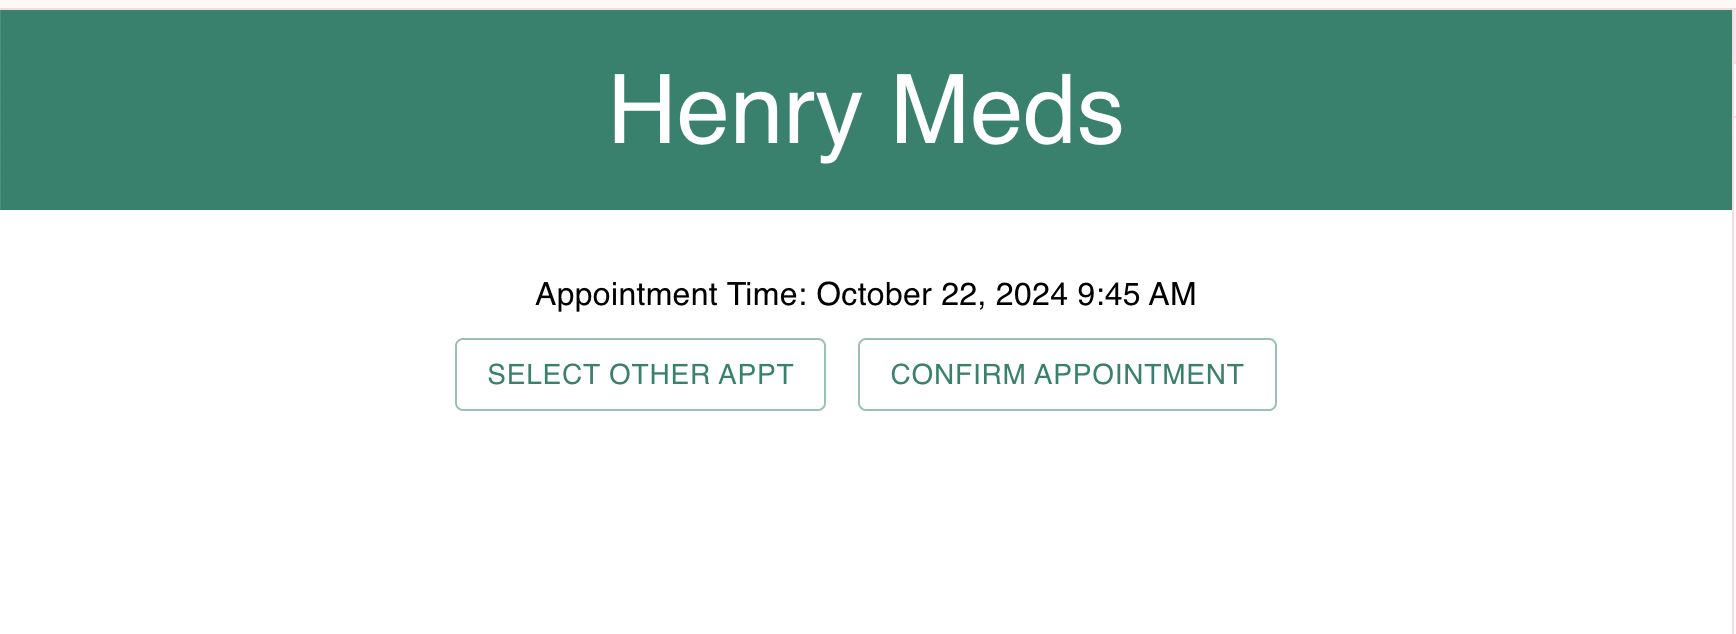 Henry Meds
Appointment Time: October 22, 2024 9:45 AM
SELECT OTHER APPT
CONFIRM APPOINTMENT